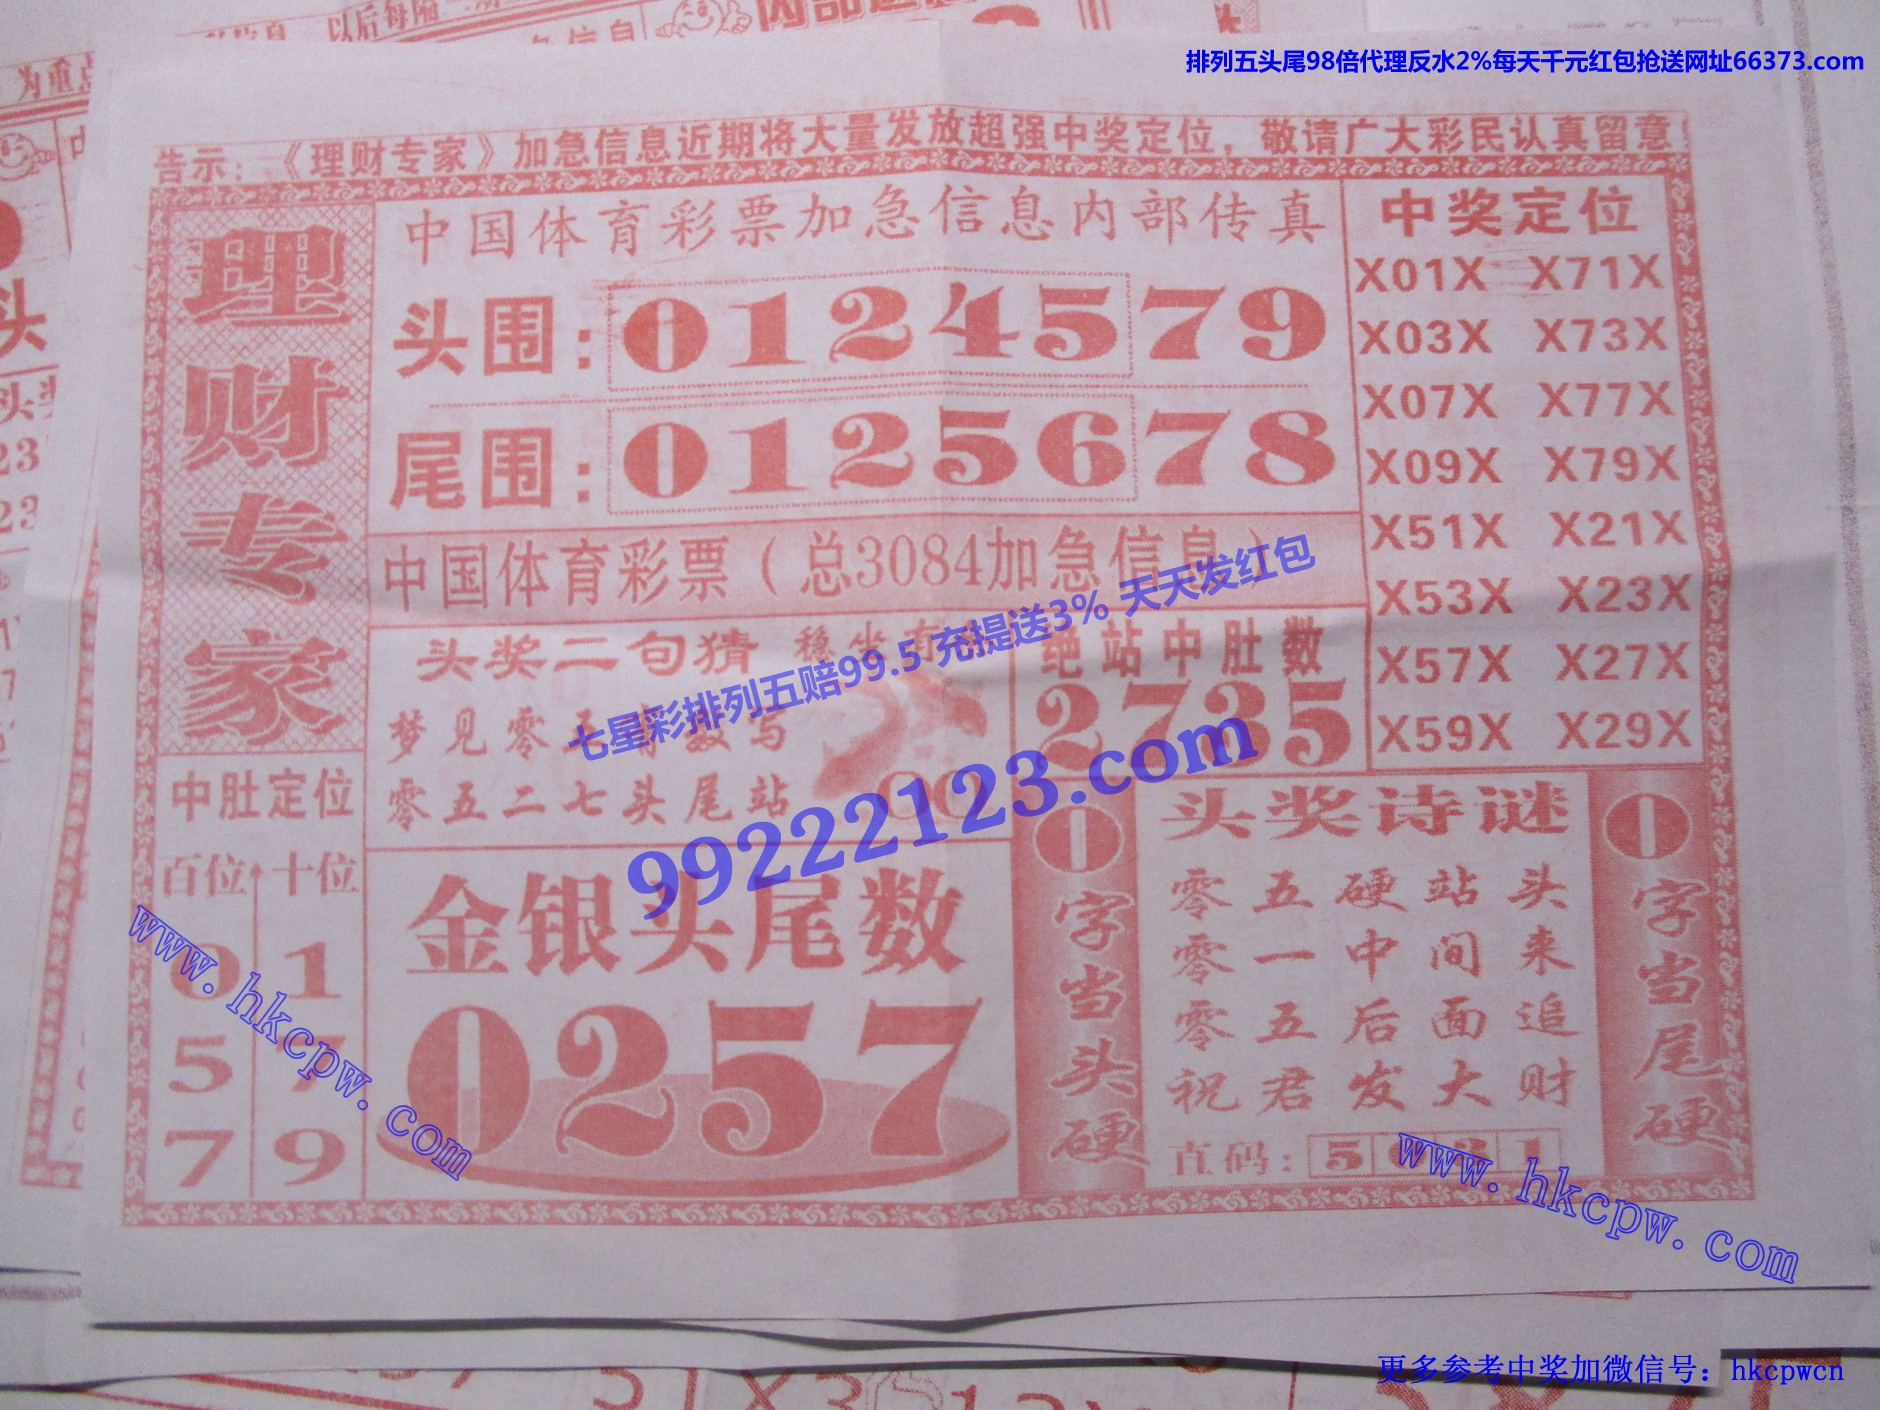 排列五头尾98倍代理反水2%每天千元红包抢送网址66373.com
告示：《理财专家》加急信息近期将大量发放超强中奖定位，敬请广大彩民认真留意！
理财专家
中国体育彩票加急信息内部传真
头围：0124579
尾围：0125678
中国体育彩票（总3084加急信息）
中奖定位
X01X X71X
X03X X73X
X07X X77X
X09X X79X
X51X X21X
X53X X23X
X57X X27X
X59X X29X
头奖二句猜
梦见零
零五二七头尾站
绝站中肚数
2735
七星彩排列五赔99.5 充提送3% 天天发红包
99222123.com
中肚定位
百位 十位
0 1
5 7
7 9
金银头尾数
0257
0字当头硬
头奖诗谜
零五硬站头
零一中间来
零五后面追
祝君发大财
直码：5 1
0字当尾硬
www.hkcpw.com
www.hkcpw.com
更多参考中奖加微信号：hkcpwcn